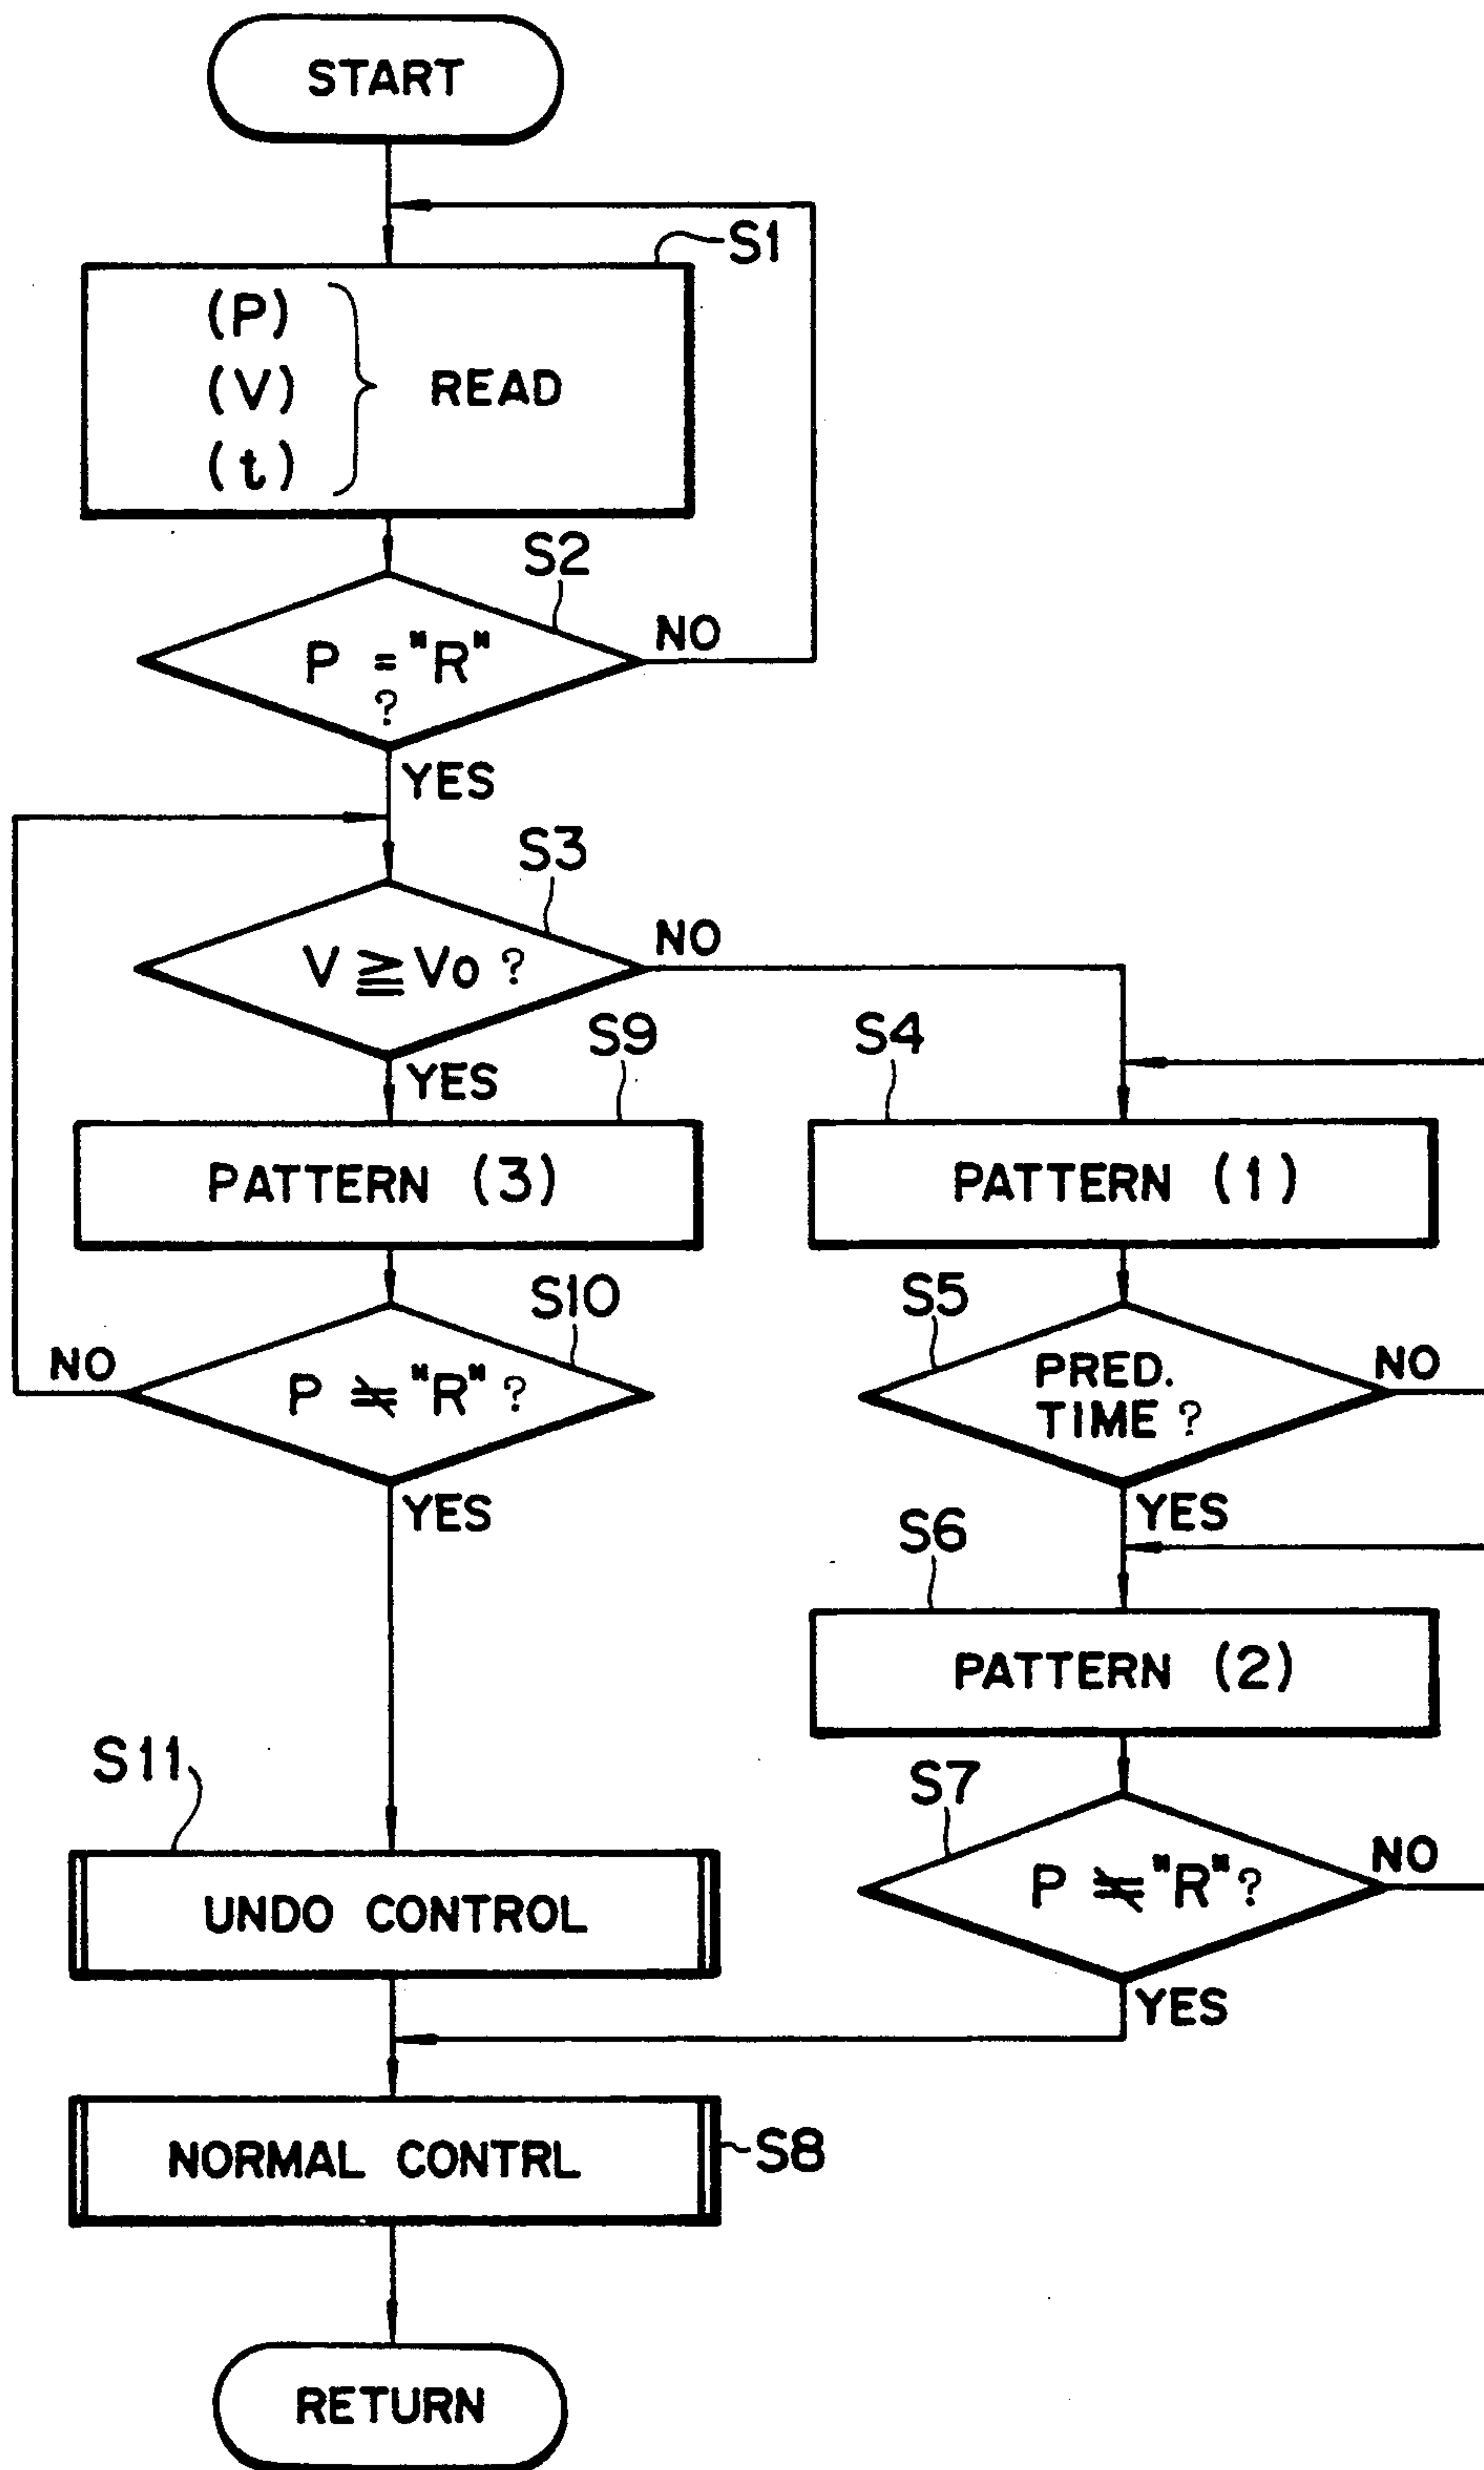 START
S1
(P)
(V)
(t)
READ
S2
P = "R"
?
NO
YES
S3
V ≧ Vo ?
NO
YES
S9
S4
PATTERN (3)
PATTERN (1)
S10
S5
P ≠ "R" ?
NO
PRED.
TIME ?
NO
YES
YES
S6
PATTERN (2)
S11
S7
UNDO CONTROL
P ≠ "R" ?
NO
YES
NORMAL CONTRL
S8
RETURN